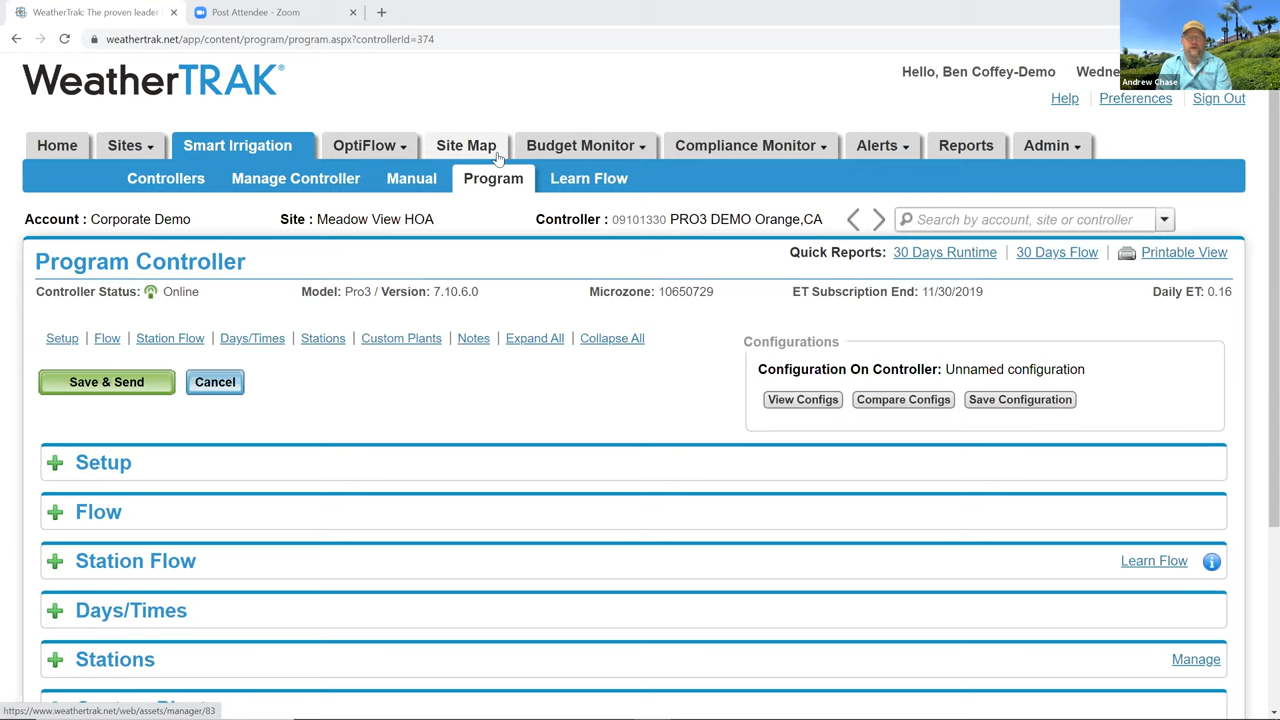 WeatherTrak: The proven leader
Post Attendee - Zoom
weathertrak.net/app/content/program/program.aspx?controllerId=374
WeatherTRAK
Hello, Ben Coffey-Demo Wedne
Andrew Chase
Help Preferences Sign Out
Home Sites Smart Irrigation OptiFlow Site Map Budget Monitor Compliance Monitor Alerts Reports Admin
Controllers Manage Controller Manual Program Learn Flow
Account : Corporate Demo Site : Meadow View HOA Controller : 09101330 PRO3 DEMO Orange,CA Search by account, site or controller
Quick Reports: 30 Days Runtime 30 Days Flow Printable View
Program Controller
Controller Status: Online Model: Pro3 / Version: 7.10.6.0 Microzone: 10650729 ET Subscription End: 11/30/2019 Daily ET: 0.16
Setup | Flow | Station Flow | Days/Times | Stations | Custom Plants | Notes | Expand All | Collapse All
Configurations
Configuration On Controller: Unnamed configuration
Save & Send Cancel
View Configs Compare Configs Save Configuration
Setup
Flow
Station Flow Learn Flow
Days/Times
Stations Manage
https://www.weathertrak.net/web/assets/manager/83